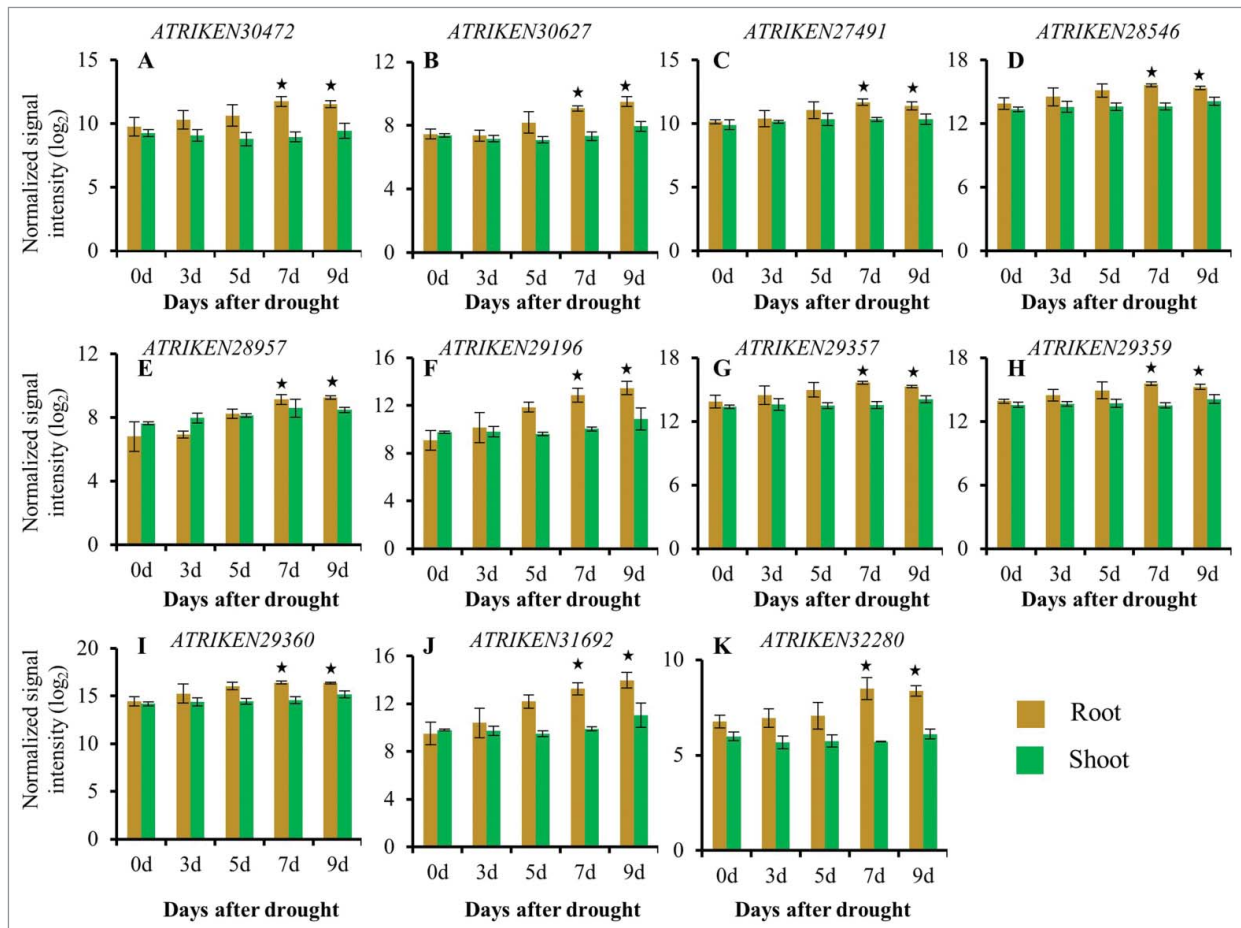 ATRIKEN30472 ATRIKEN30627 ATRIKEN27491 ATRIKEN28546
A B C D
Normalized signal
intensity (log2)
15
10
5
0
12
8
4
0
15
10
5
0
18
12
6
0
★ ★ ★ ★ ★ ★ ★ ★
0d 3d 5d 7d 9d 0d 3d 5d 7d 9d 0d 3d 5d 7d 9d 0d 3d 5d 7d 9d
Days after drought Days after drought Days after drought Days after drought
ATRIKEN28957 ATRIKEN29196 ATRIKEN29357 ATRIKEN29359
E F G H
Normalized signal
intensity (log2)
12
8
4
0
16
12
8
4
0
18
12
6
0
18
12
6
0
★ ★ ★ ★ ★ ★ ★ ★
0d 3d 5d 7d 9d 0d 3d 5d 7d 9d 0d 3d 5d 7d 9d 0d 3d 5d 7d 9d
Days after drought Days after drought Days after drought Days after drought
ATRIKEN29360 ATRIKEN31692 ATRIKEN32280
I J K
Normalized signal
intensity (log2)
20
15
10
5
0
16
12
8
4
0
10
5
0
★ ★ ★ ★ ★ ★
0d 3d 5d 7d 9d 0d 3d 5d 7d 9d 0d 3d 5d 7d 9d
Days after drought Days after drought Days after drought
Root
Shoot